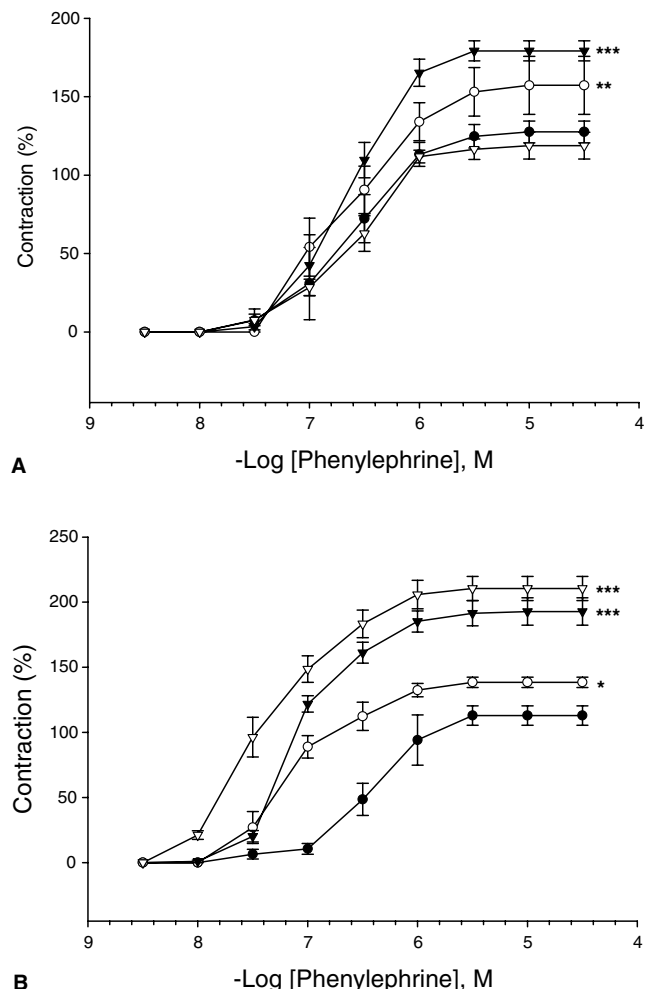 200
150
100
50
0
Contraction (%)
***
**
9 8 7 6 5 4
A
-Log [Phenylephrine], M
250
200
150
100
50
0
Contraction (%)
***
***
*
9 8 7 6 5 4
B
-Log [Phenylephrine], M